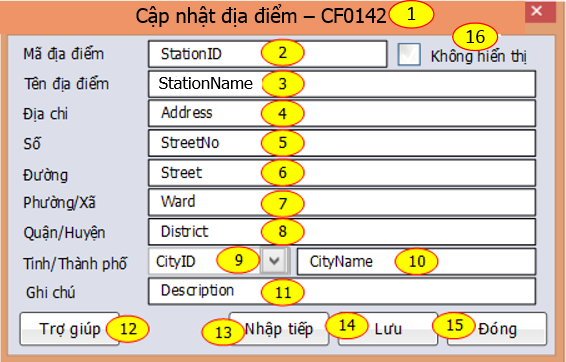 Cập nhật địa điểm – CF0142 1
16
Mã địa điểm StationID 2 Không hiển thị
Tên địa điểm StationName 3
Địa chỉ Address 4
Số StreetNo 5
Đường Street 6
Phường/Xã Ward 7
Quận/Huyện District 8
Tỉnh/Thành phố CityID 9 CityName 10
Ghi chú Description 11
Trợ giúp 12 13 Nhập tiếp 14 Lưu 15 Đóng